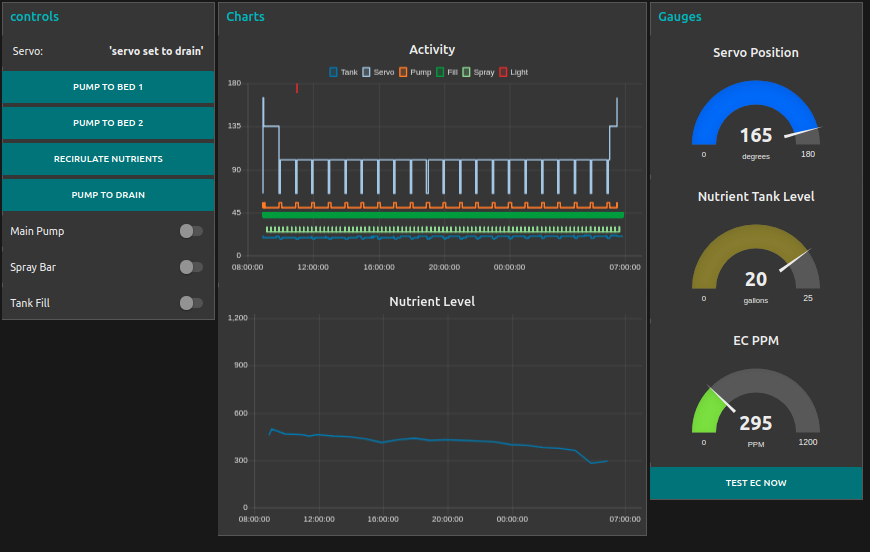 controls
Servo: 'servo set to drain'
PUMP TO BED 1
PUMP TO BED 2
RECIRULATE NUTRIENTS
PUMP TO DRAIN
Main Pump
Spray Bar
Tank Fill
Charts
Activity
Tank Servo Pump Fill Spray Light
180
135
90
45
0
08:00:00 12:00:00 16:00:00 20:00:00 00:00:00 07:00:00
Nutrient Level
1,200
900
600
300
0
08:00:00 12:00:00 16:00:00 20:00:00 00:00:00 07:00:00
Gauges
Servo Position
165
0 degrees 180
Nutrient Tank Level
20
0 gallons 25
EC PPM
295
0 PPM 1200
TEST EC NOW